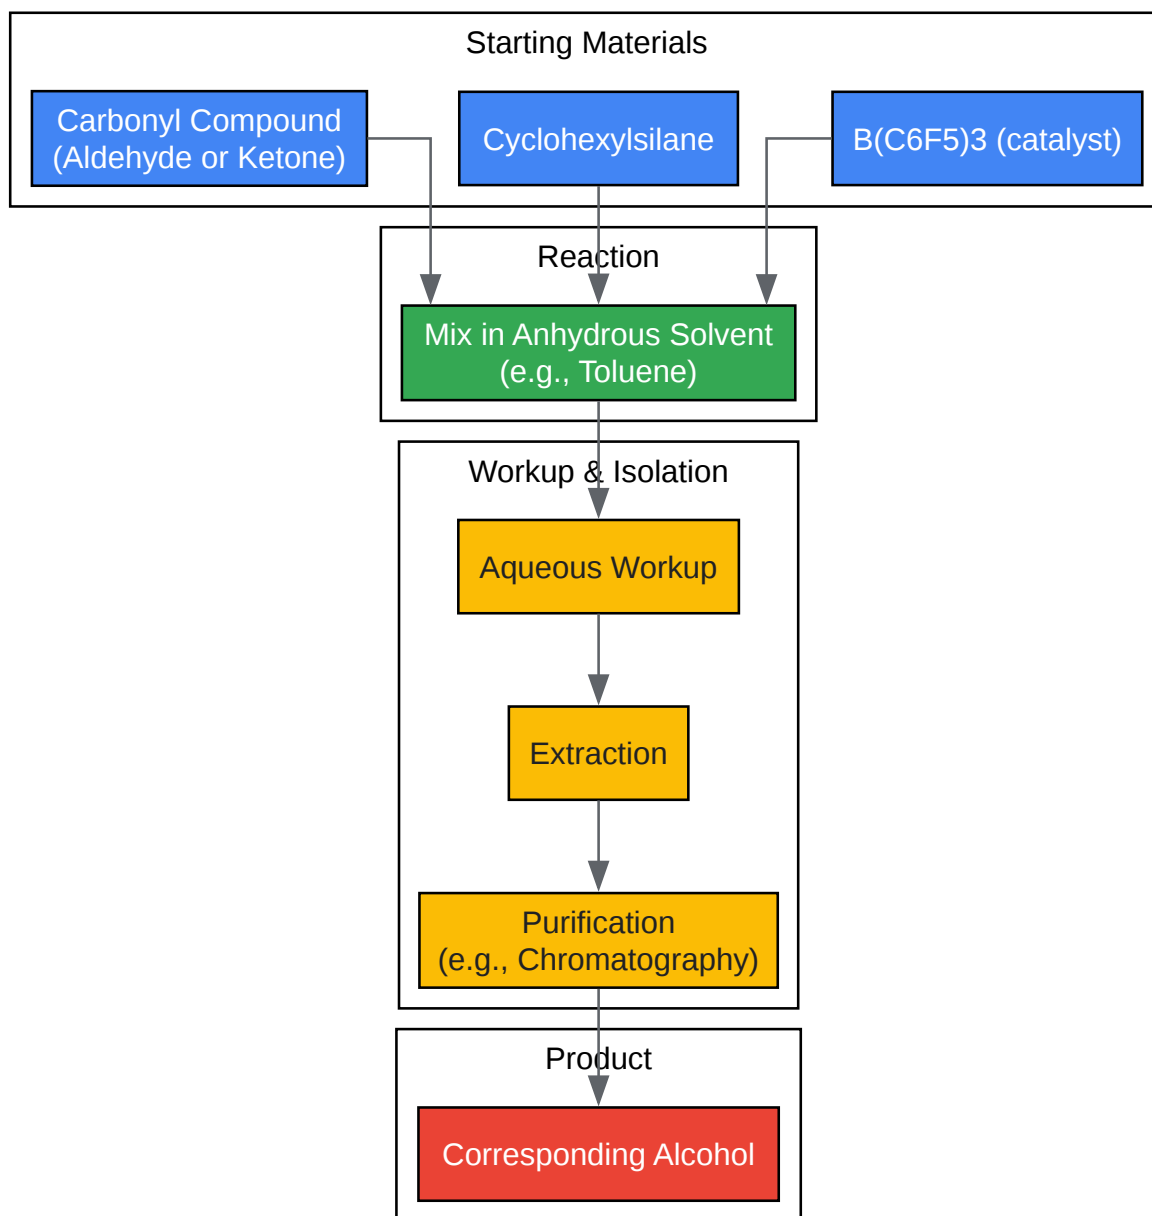 Starting Materials
Carbonyl Compound
(Aldehyde or Ketone)
Cyclohexylsilane
B(C6F5)3 (catalyst)
Reaction
Mix in Anhydrous Solvent
(e.g., Toluene)
Workup & Isolation
Aqueous Workup
Extraction
Purification
(e.g., Chromatography)
Product
Corresponding Alcohol